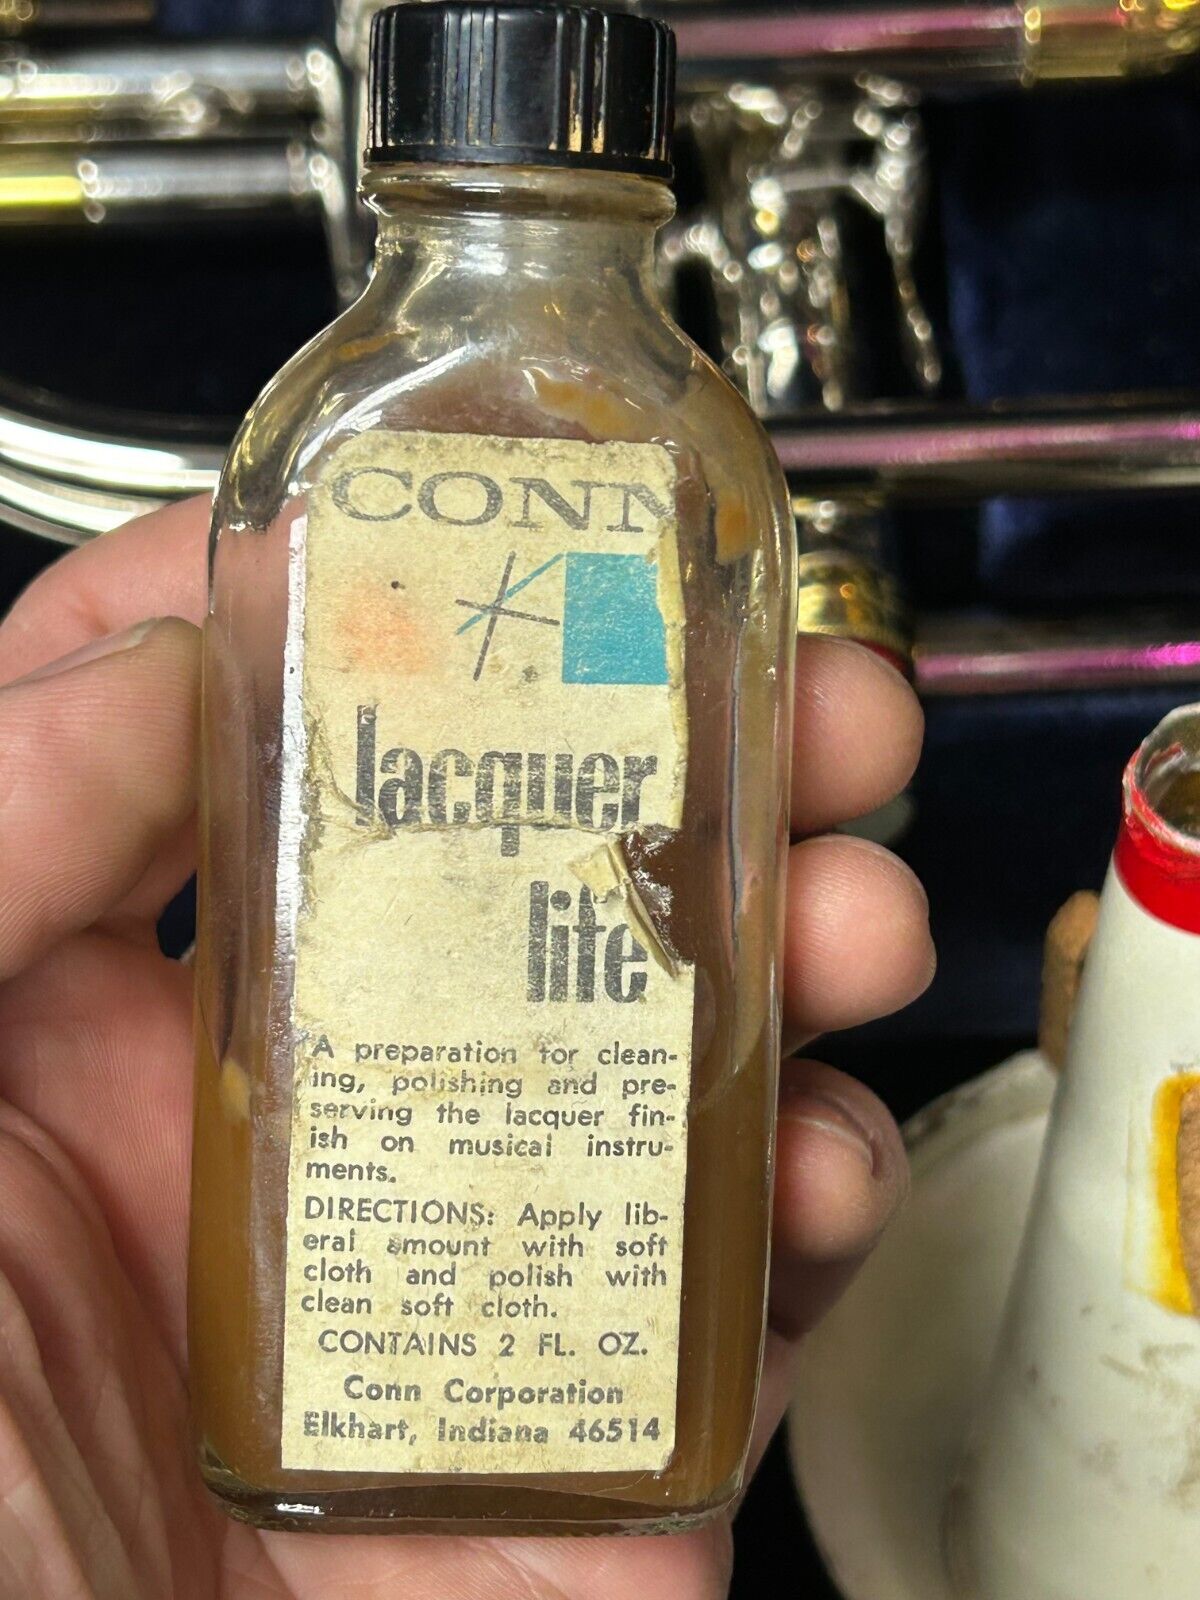 CONN
lacquer
life
A preparation for clean-
ing, polishing and pre-
serving the lacquer fin-
ish on musical instru-
ments.
DIRECTIONS: Apply lib-
eral amount with soft
cloth and polish with
clean soft cloth.
CONTAINS 2 FL. OZ.
Conn Corporation
Elkhart, Indiana 46514